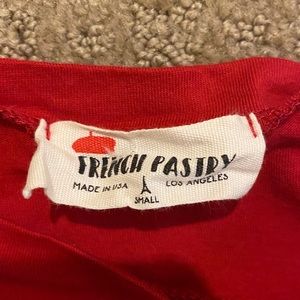 FRENCH PASTRY
MADE IN USA LOS ANGELES
SMALL